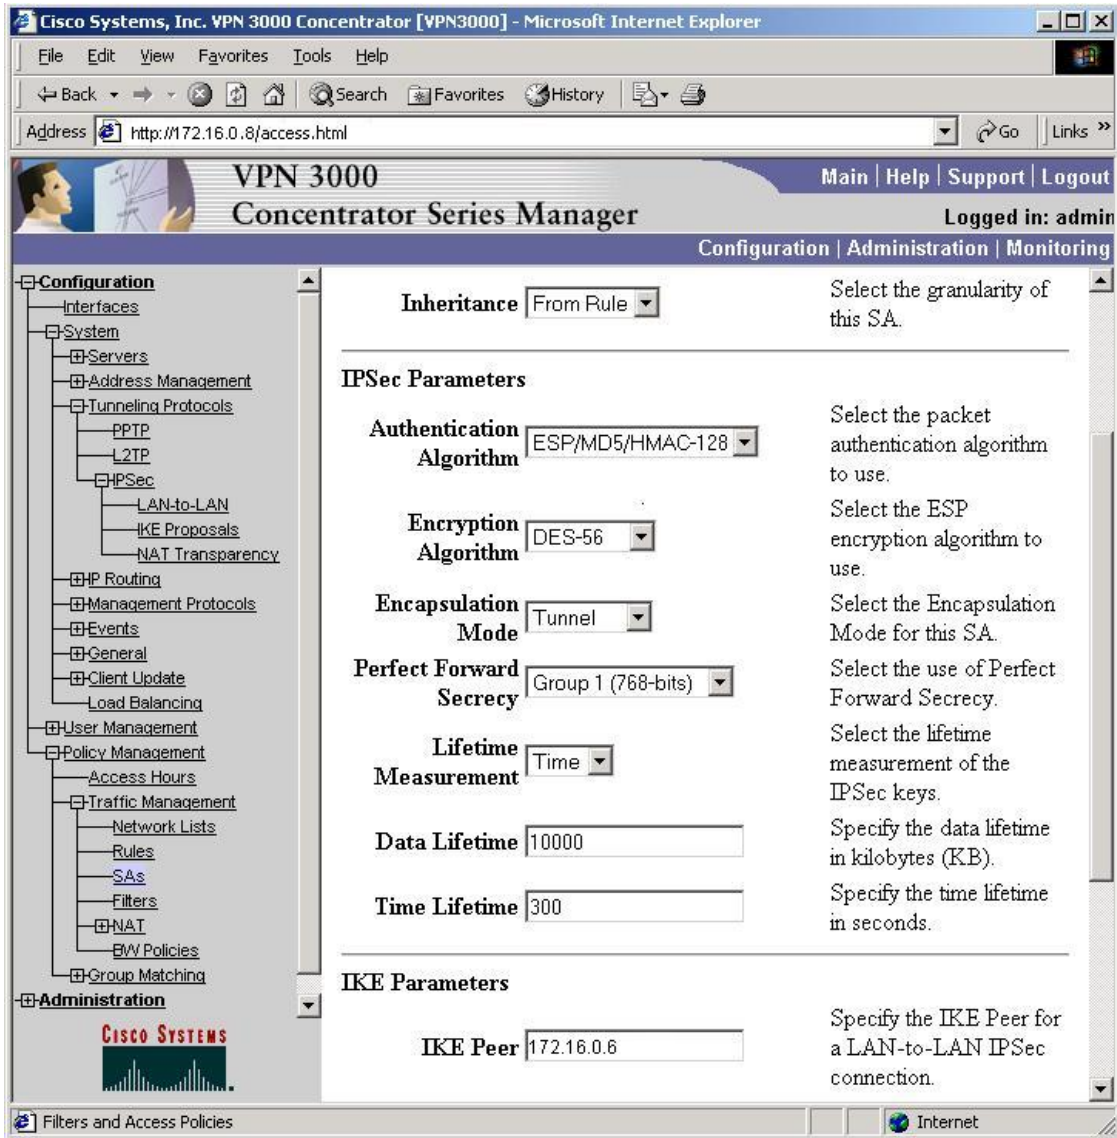 Cisco Systems, Inc. VPN 3000 Concentrator [VPN3000] - Microsoft Internet Explorer
File Edit View Favorites Tools Help
Back Search Favorites History
Address http://172.16.0.8/access.html Go Links »
VPN 3000
Concentrator Series Manager
Main | Help | Support | Logout
Logged in: admin
Configuration | Administration | Monitoring
Configuration
Interfaces
System
Servers
Address Management
Tunneling Protocols
PPTP
L2TP
IPSec
LAN-to-LAN
IKE Proposals
NAT Transparency
IP Routing
Management Protocols
Events
General
Client Update
Load Balancing
User Management
Policy Management
Access Hours
Traffic Management
Network Lists
Rules
SAs
Filters
NAT
BW Policies
Group Matching
Administration
CISCO SYSTEMS
Inheritance From Rule
Select the granularity of
this SA.
IPSec Parameters
Authentication
Algorithm
ESP/MD5/HMAC-128
Select the packet
authentication algorithm
to use.
Encryption
Algorithm
DES-56
Select the ESP
encryption algorithm to
use.
Encapsulation
Mode
Tunnel
Select the Encapsulation
Mode for this SA.
Perfect Forward
Secrecy
Group 1 (768-bits)
Select the use of Perfect
Forward Secrecy.
Lifetime
Measurement
Time
Select the lifetime
measurement of the
IPSec keys.
Data Lifetime 10000
Specify the data lifetime
in kilobytes (KB).
Time Lifetime 300
Specify the time lifetime
in seconds.
IKE Parameters
IKE Peer 172.16.0.6
Specify the IKE Peer for
a LAN-to-LAN IPSec
connection.
Filters and Access Policies
Internet